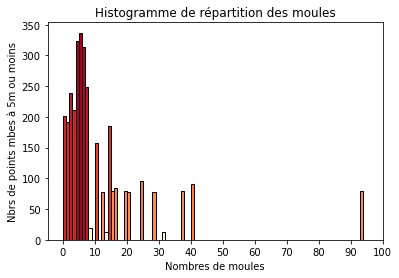 Histogramme de répartition des moules
Nbrs de points mbes à 5m ou moins
350
300
250
200
150
100
50
0
0 10 20 30 40 50 60 70 80 90 100
Nombres de moules